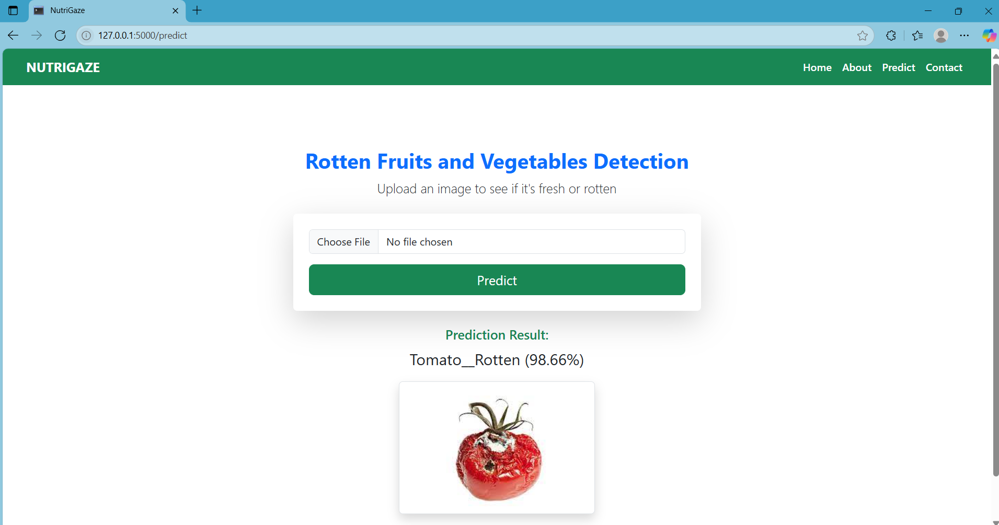 NutriGaze
127.0.0.1:5000/predict
NUTRIGAZE
Home About Predict Contact
Rotten Fruits and Vegetables Detection
Upload an image to see if it's fresh or rotten
Choose File No file chosen
Predict
Prediction Result:
Tomato__Rotten (98.66%)